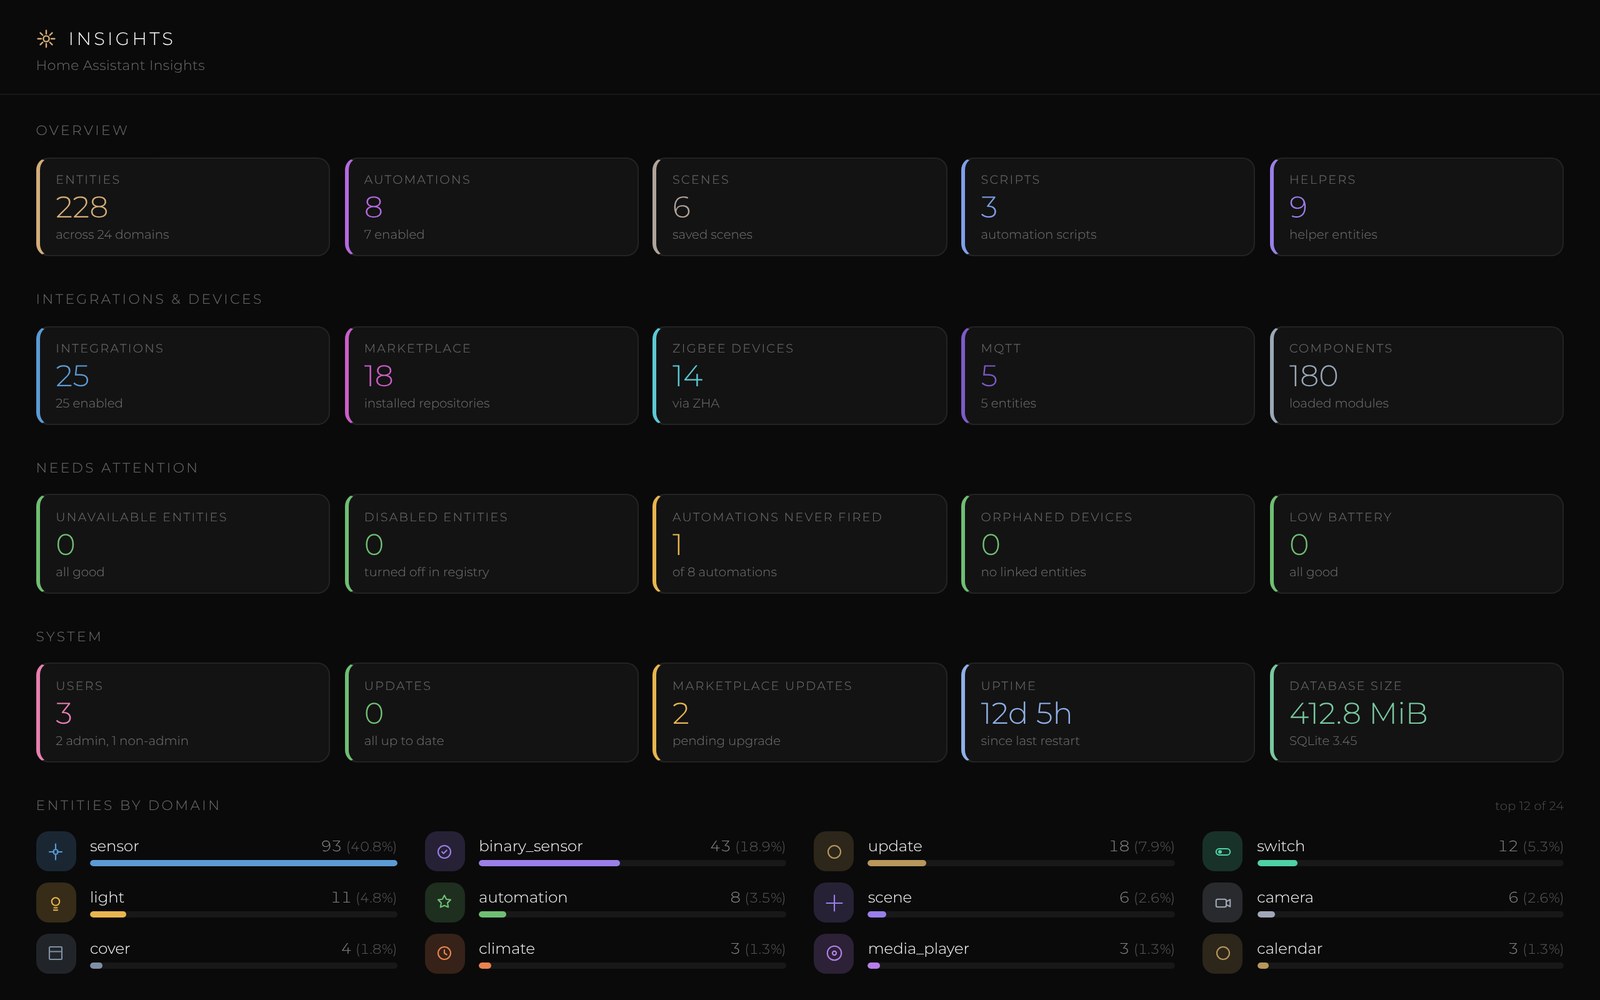 INSIGHTS
Home Assistant Insights
OVERVIEW
ENTITIES
228
across 24 domains
AUTOMATIONS
8
7 enabled
SCENES
6
saved scenes
SCRIPTS
3
automation scripts
HELPERS
9
helper entities
INTEGRATIONS & DEVICES
INTEGRATIONS
25
25 enabled
MARKETPLACE
18
installed repositories
ZIGBEE DEVICES
14
via ZHA
MQTT
5
5 entities
COMPONENTS
180
loaded modules
NEEDS ATTENTION
UNAVAILABLE ENTITIES
0
all good
DISABLED ENTITIES
0
turned off in registry
AUTOMATIONS NEVER FIRED
1
of 8 automations
ORPHANED DEVICES
0
no linked entities
LOW BATTERY
0
all good
SYSTEM
USERS
3
2 admin, 1 non-admin
UPDATES
0
all up to date
MARKETPLACE UPDATES
2
pending upgrade
UPTIME
12d 5h
since last restart
DATABASE SIZE
412.8 MiB
SQLite 3.45
ENTITIES BY DOMAIN
top 12 of 24
sensor 93 (40.8%)
binary_sensor 43 (18.9%)
update 18 (7.9%)
switch 12 (5.3%)
light 11 (4.8%)
automation 8 (3.5%)
scene 6 (2.6%)
camera 6 (2.6%)
cover 4 (1.8%)
climate 3 (1.3%)
media_player 3 (1.3%)
calendar 3 (1.3%)